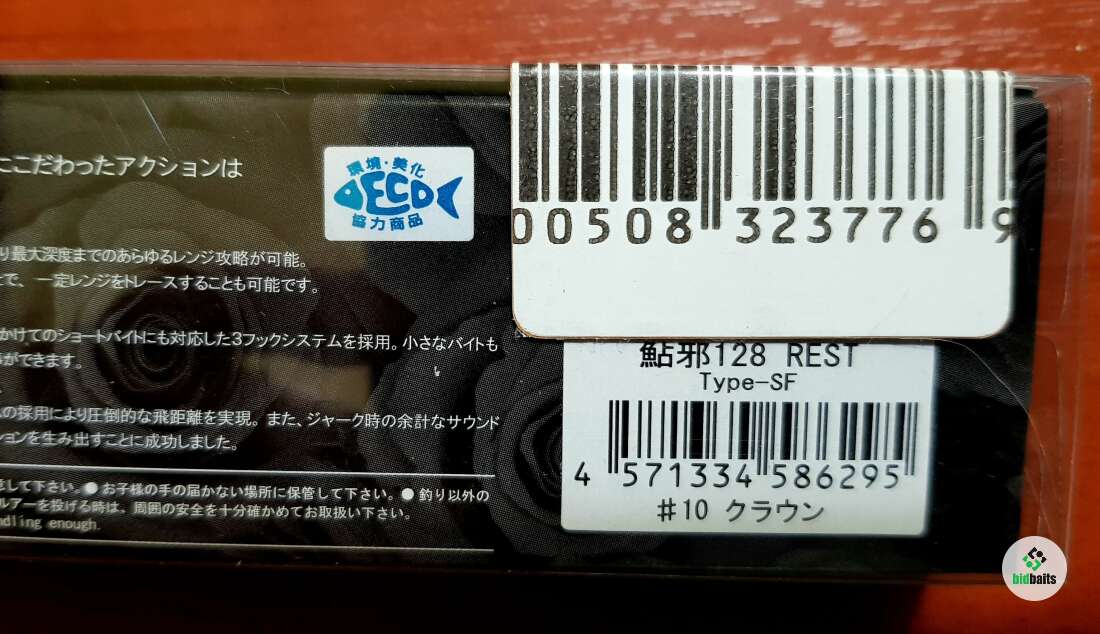 にこだわったアクションは
環境・美化
ECO
協力商品
り最大深度までのあらゆるレンジ攻略が可能。
で、一定レンジをトレースすることも可能です。
かけてのショートバイトにも対応した3フックシステムを採用。小さなバイトも
ができます。
の採用により圧倒的な飛距離を実現。また、ジャーク時の余計なサウンド
ションを生み出すことに成功しました。
して下さい。●お子様の手の届かない場所に保管して下さい。●釣り以外の
ルアーを投げる時は、周囲の安全を十分確かめてお取扱い下さい。
ndling enough.
00508 323776 9
鮎邪128 REST
Type-SF
4 571334 586295
#10 クラウン
bidbaits